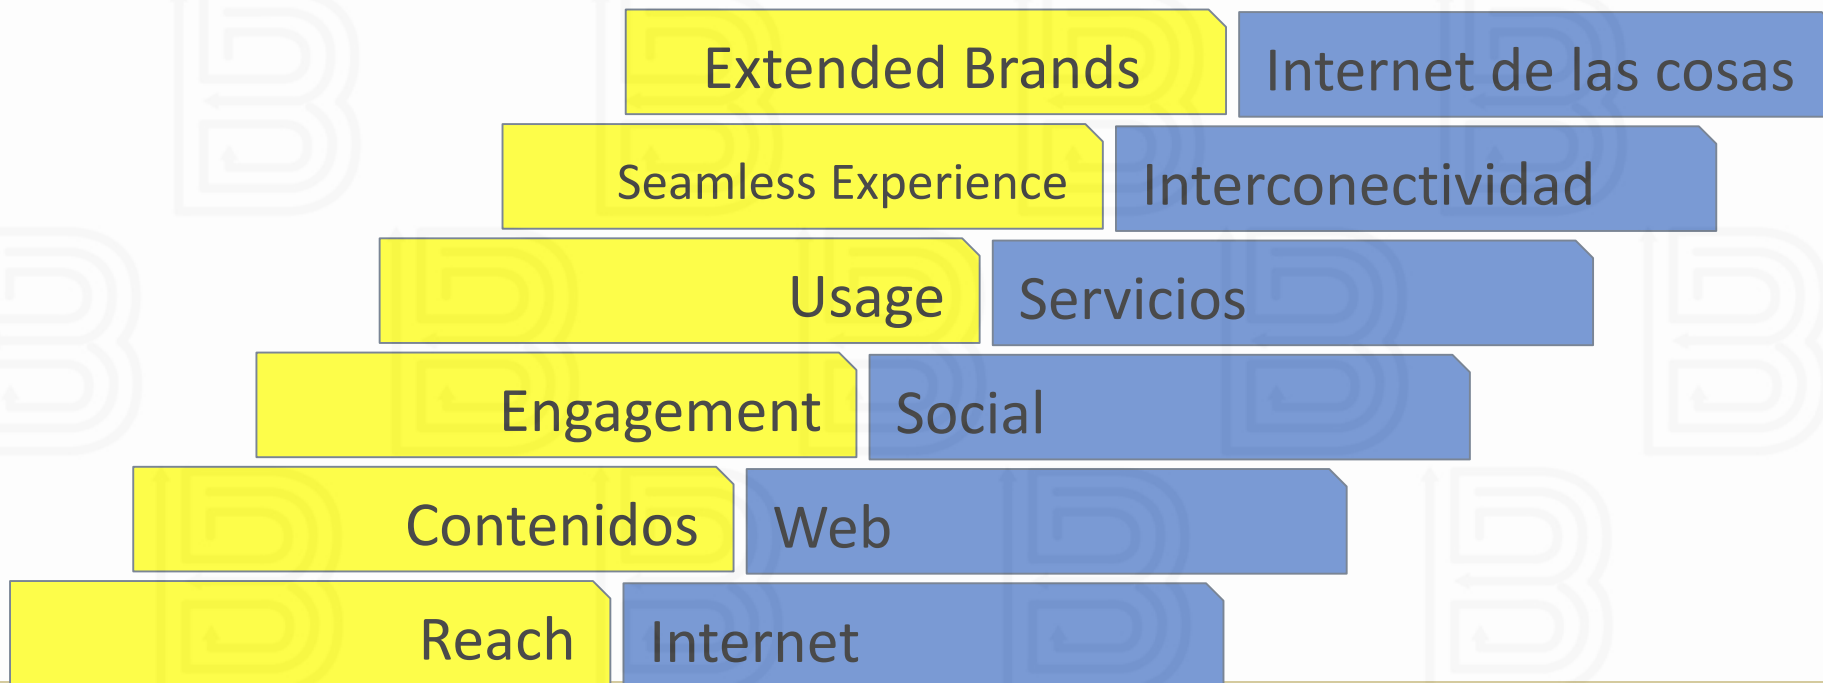 Extended Brands Internet de las cosas
Seamless Experience Interconectividad
Usage Servicios
Engagement Social
Contenidos Web
Reach Internet